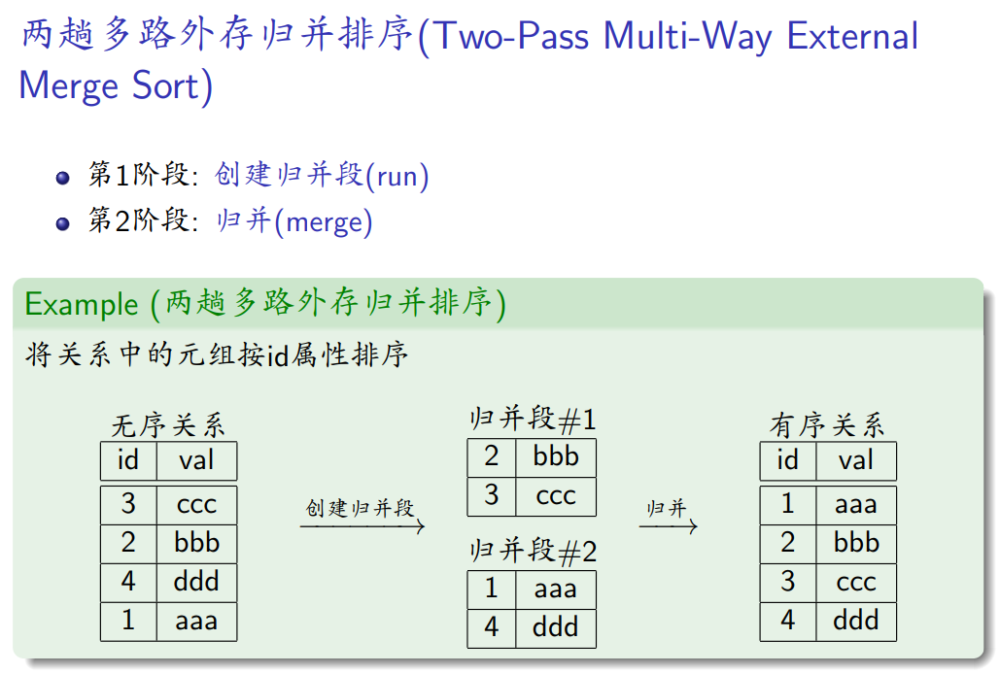 两趟多路外存归并排序(Two-Pass Multi-Way External
Merge Sort)
第1阶段: 创建归并段(run)
第2阶段: 归并(merge)
Example (两趟多路外存归并排序)
将关系中的元组按id属性排序
无序关系
id val
3 ccc
2 bbb
4 ddd
1 aaa
创建归并段
归并段#1
2 bbb
3 ccc
归并段#2
1 aaa
4 ddd
归并
有序关系
id val
1 aaa
2 bbb
3 ccc
4 ddd